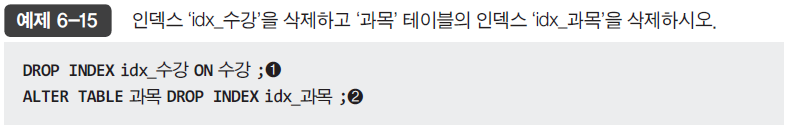 예제 6-15 인덱스 ‘idx_수강’을 삭제하고 ‘과목’ 테이블의 인덱스 ‘idx_과목’을 삭제하시오.
DROP INDEX idx_수강 ON 수강 ;❶
ALTER TABLE 과목 DROP INDEX idx_과목 ;❷